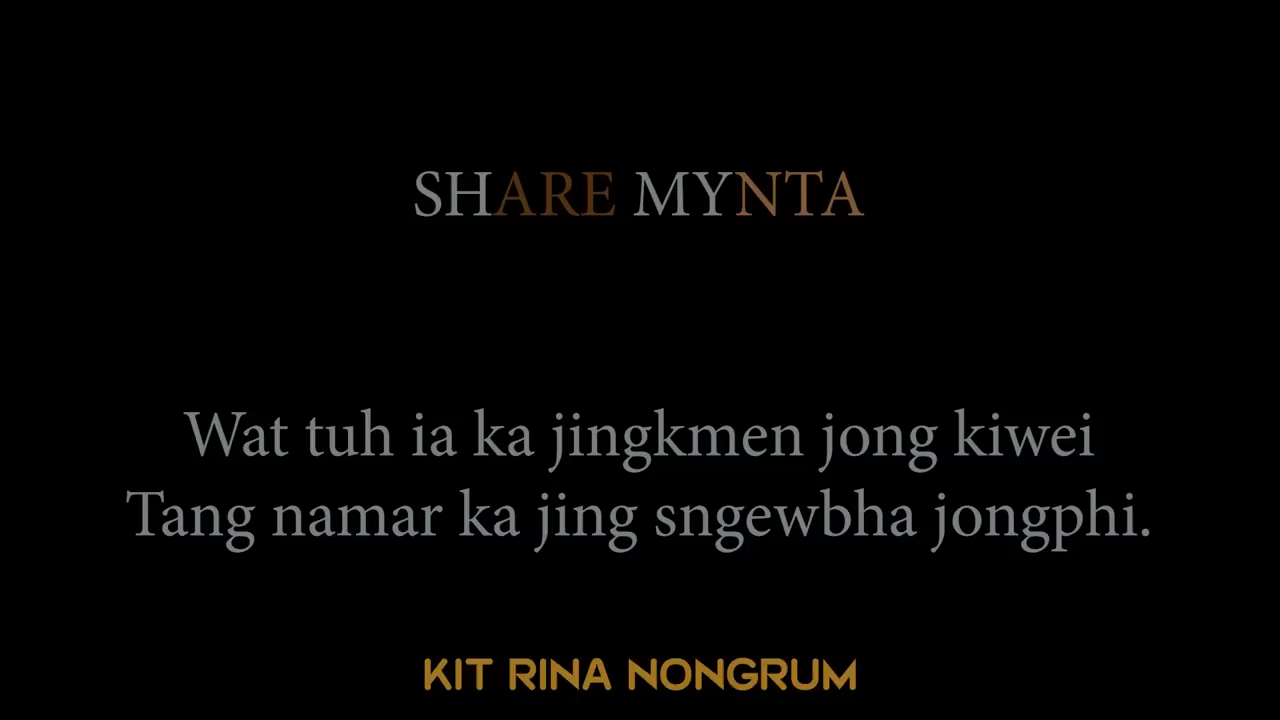 SHARE MYNTA
Wat tuh ia ka jingkmen jong kiwei
Tang namar ka jing sngewbha jongphi.
KIT RINA NONGRUM